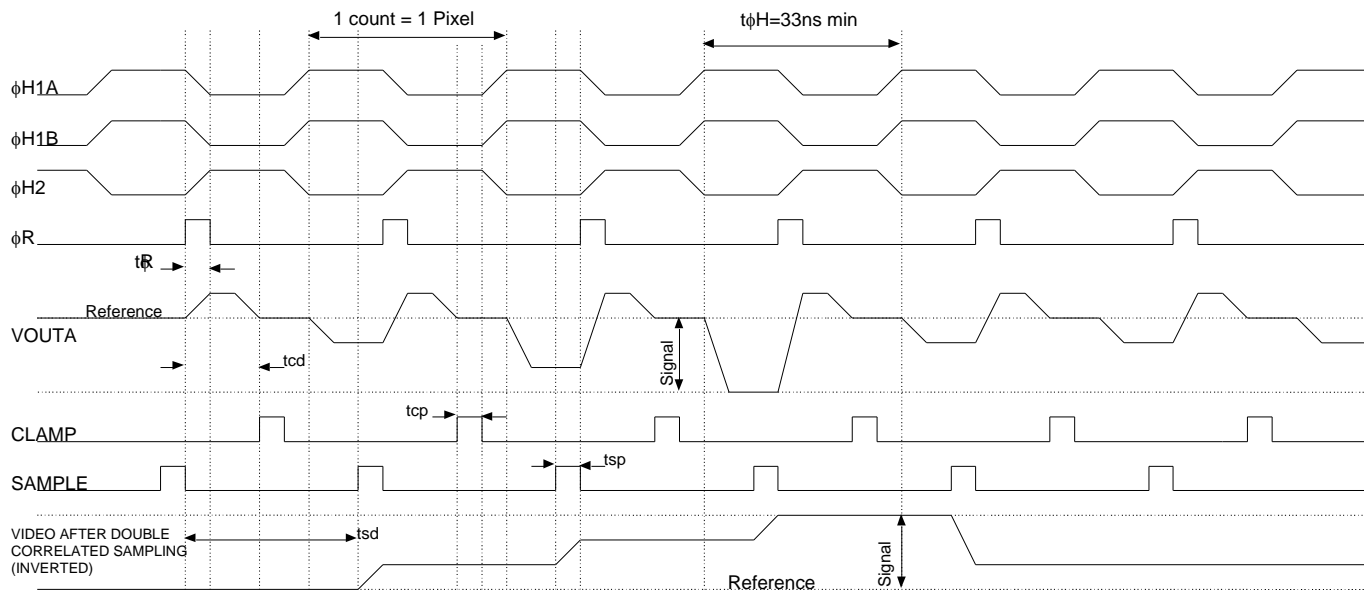 1 count = 1 Pixel
tϕH=33ns min
ϕH1A
ϕH1B
ϕH2
ϕR
tϕR
Reference
VOUTA
tcd
Signal
tcp
CLAMP
tsp
SAMPLE
VIDEO AFTER DOUBLE
CORRELATED SAMPLING
(INVERTED)
tsd
Reference
Signal